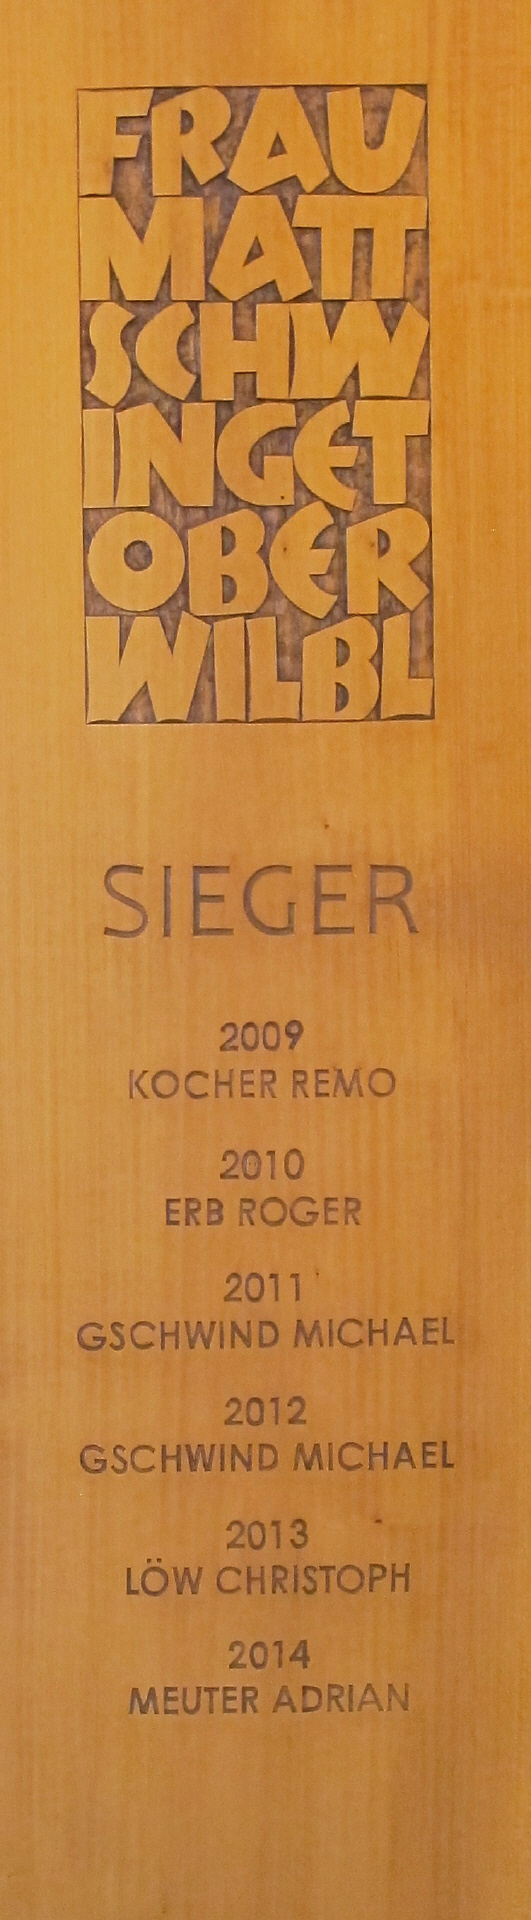 FRAU
MATT
SCHW
INGET
OBER
WILBL
SIEGER
2009
KOCHER REMO
2010
ERB ROGER
2011
GSCHWIND MICHAEL
2012
GSCHWIND MICHAEL
2013
LÖW CHRISTOPH
2014
MEUTER ADRIAN